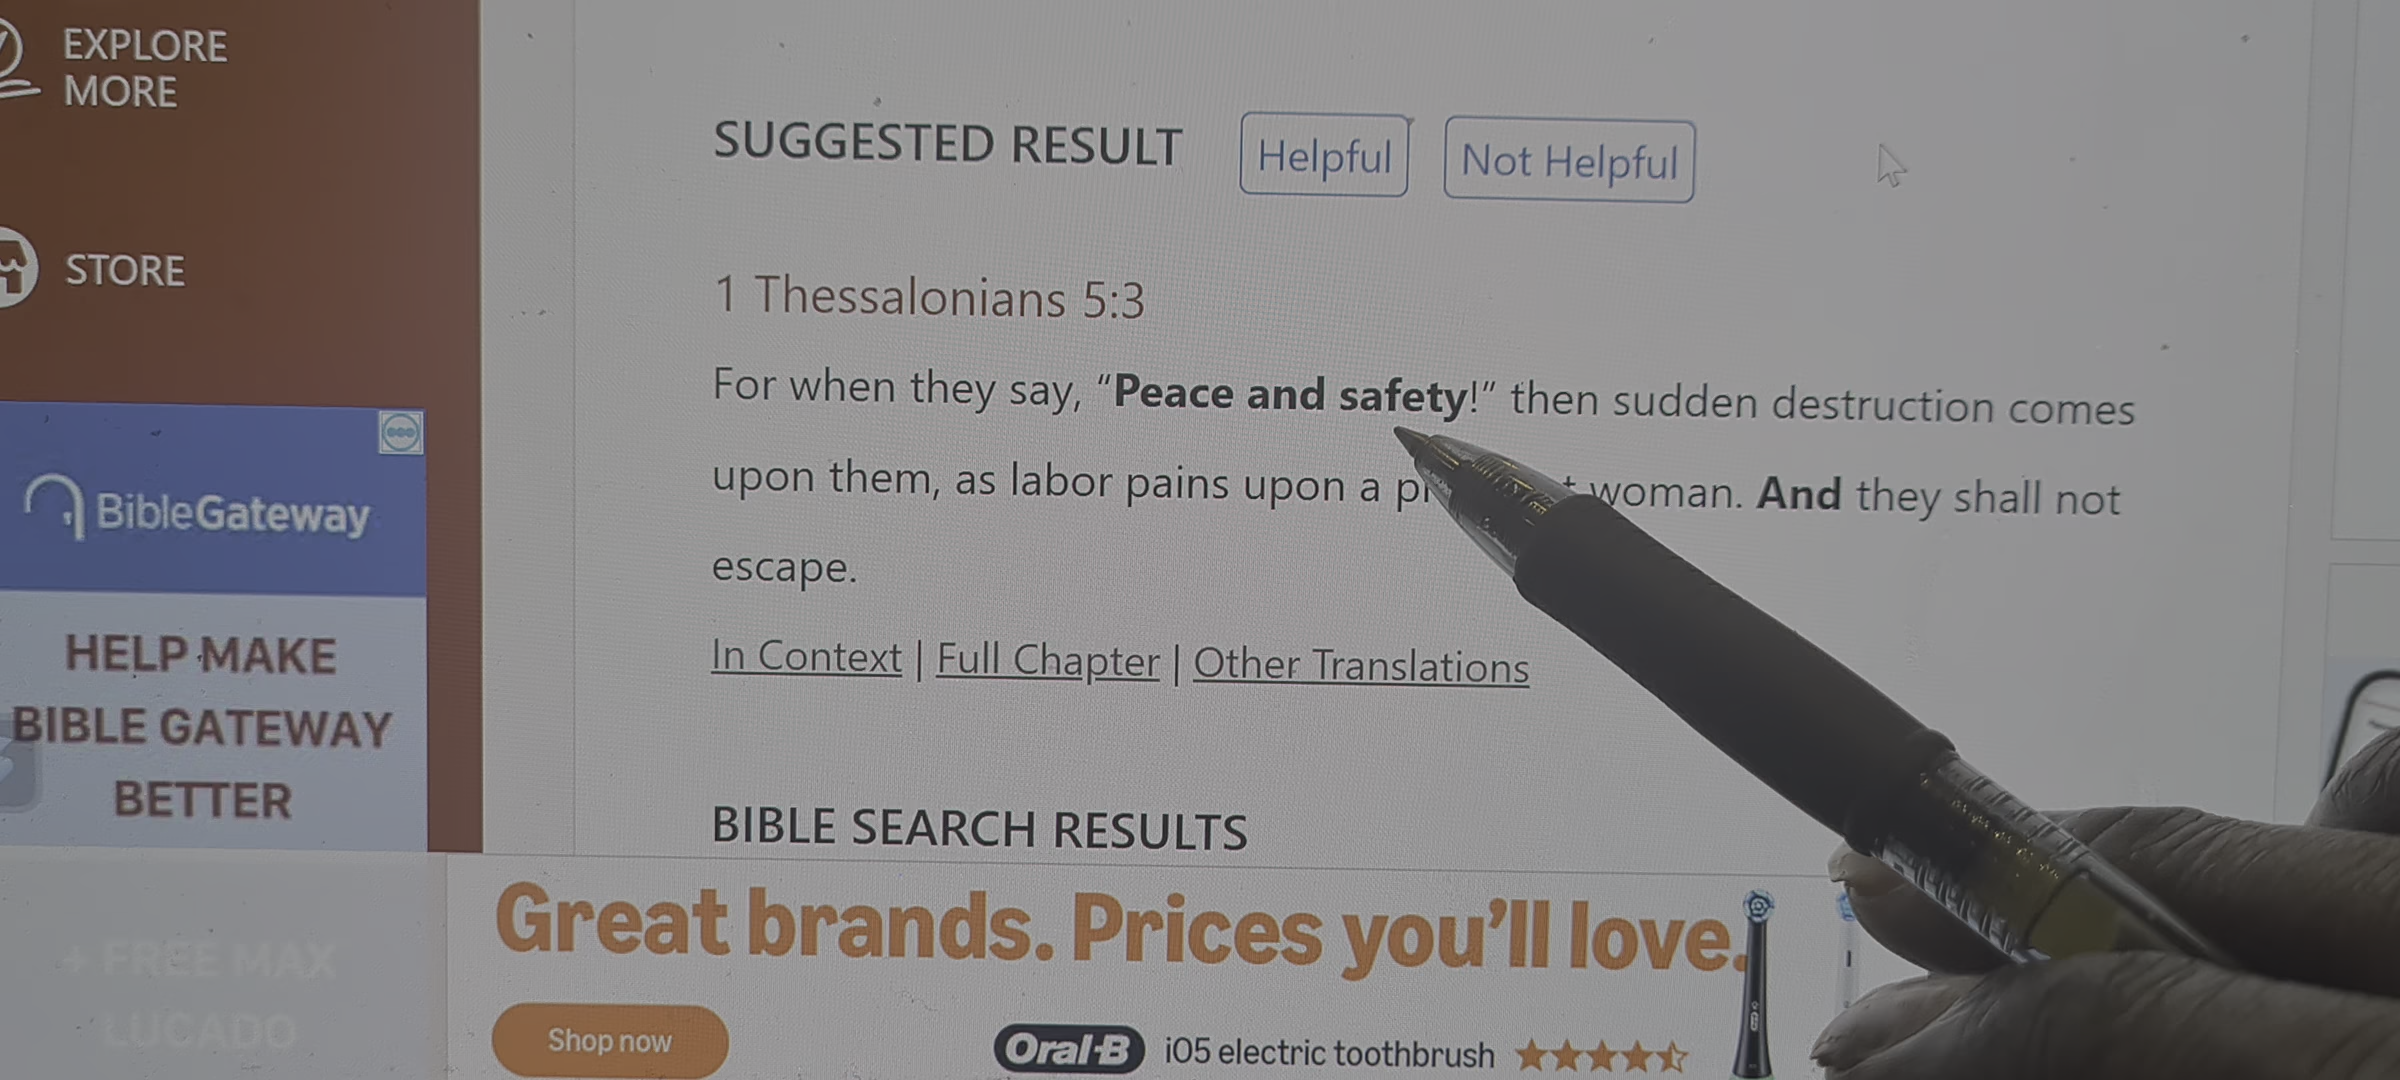 EXPLORE
MORE
STORE
BibleGateway
HELP MAKE
BIBLE GATEWAY
BETTER
+ FREE MAX
LUCADO
SUGGESTED RESULT Helpful Not Helpful
1 Thessalonians 5:3
For when they say, “Peace and safety!” then sudden destruction comes
upon them, as labor pains upon a woman. And they shall not
escape.
In Context | Full Chapter | Other Translations
BIBLE SEARCH RESULTS
Great brands. Prices you’ll love.
Shop now
Oral-B iO5 electric toothbrush